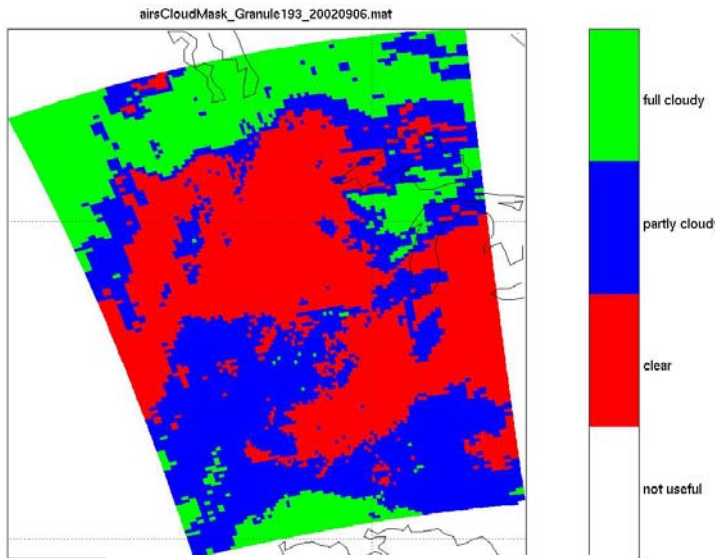 airsCloudMask_Granule193_20020906.mat
full cloudy
partly cloudy
clear
not useful